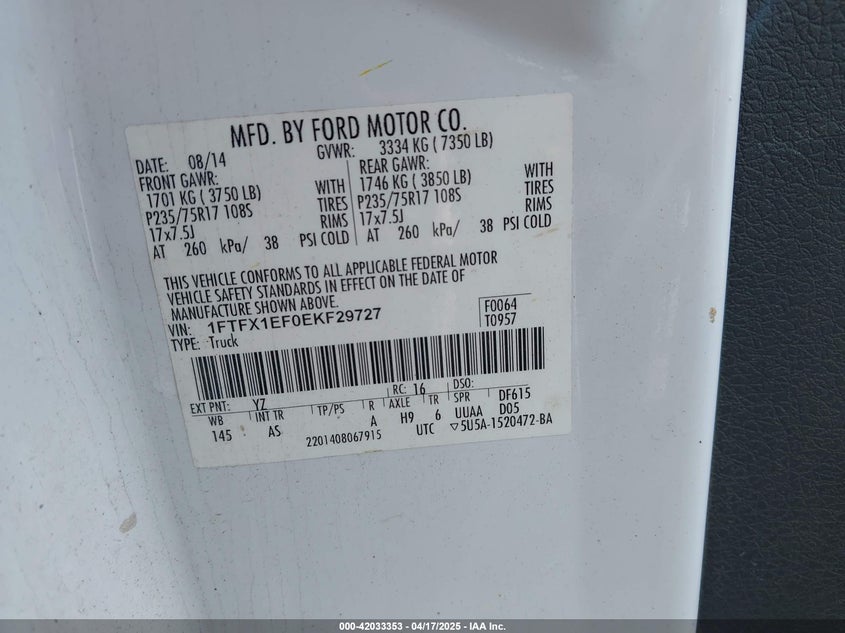 MFD. BY FORD MOTOR CO.
DATE: 08/14 GVWR: 3334 KG ( 7350 LB)
FRONT GAWR: REAR GAWR:
1701 KG ( 3750 LB) WITH 1746 KG ( 3850 LB) WITH
P235/75R17 108S TIRES P235/75R17 108S TIRES
17x7.5J RIMS 17x7.5J RIMS
AT 260 kPa/ 38 PSI COLD AT 260 kPa/ 38 PSI COLD
THIS VEHICLE CONFORMS TO ALL APPLICABLE FEDERAL MOTOR
VEHICLE SAFETY STANDARDS IN EFFECT ON THE DATE OF
MANUFACTURE SHOWN ABOVE.
VIN: 1FTFX1EF0EKF29727 F0064
TYPE: Truck T0957
EXT PNT: YZ RC: 16 DSO:
WB INT TR TP/PS R AXLE TR SPR DF615
145 AS A H9 6 UUAA D05
2201408067915 UTC ▽5U5A-1520472-BA
000-42033353 - 04/17/2025 - IAA Inc.